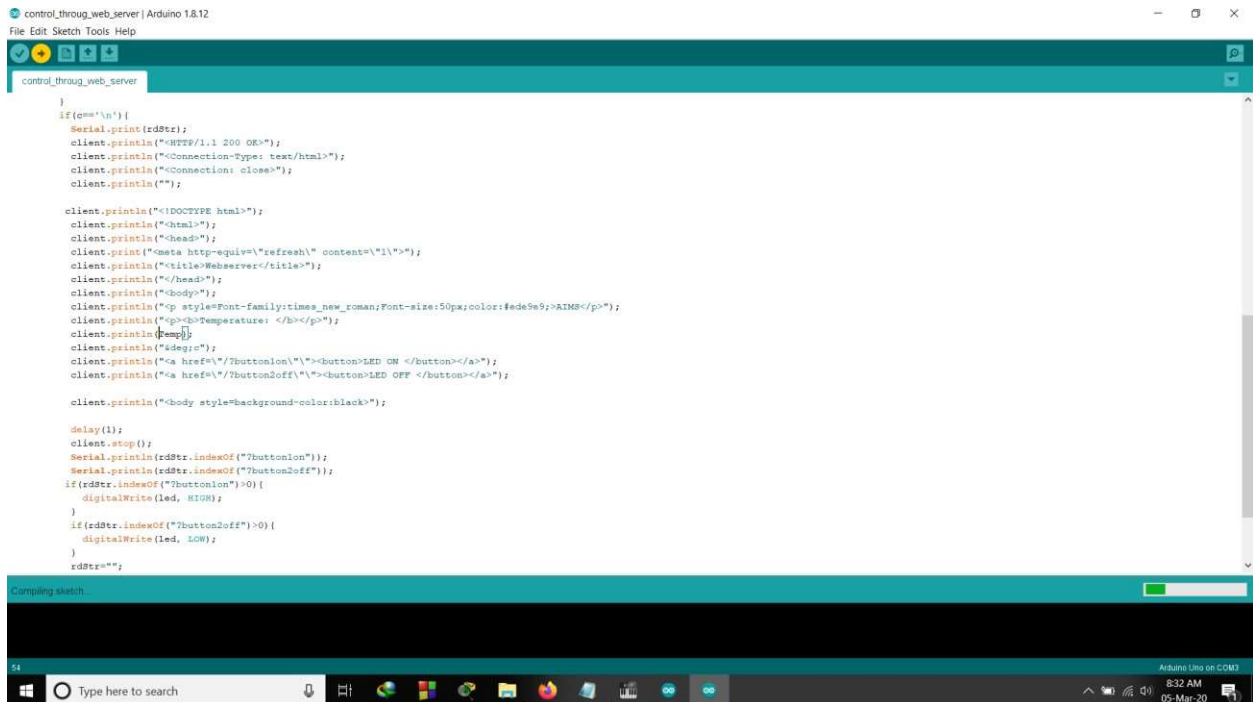 control_throug_web_server | Arduino 1.8.12
File Edit Sketch Tools Help
control_throug_web_server
}
if(c=='\n'){
Serial.print(rdStr);
client.println("<HTTP/1.1 200 OK>");
client.println("<Connection-Type: text/html>");
client.println("<Connection: close>");
client.println("");
client.println("<!DOCTYPE html>");
client.println("<html>");
client.println("<head>");
client.print("<meta http-equiv=\"refresh\" content=\"1\">");
client.println("<title>Webserver</title>");
client.println("</head>");
client.println("<body>");
client.println("<p style=Font-family:times_new_roman;Font-size:50px;color:#ede9e9;>AIMS</p>");
client.println("<p><b>Temperature: </b></p>");
client.println(Temp);
client.println("&deg;c");
client.println("<a href=\"/?button1on\"\"><button>LED ON </button></a>");
client.println("<a href=\"/?button2off\"\"><button>LED OFF </button></a>");
client.println("<body style=background-color:black>");
delay(1);
client.stop();
Serial.println(rdStr.indexOf("?button1on"));
Serial.println(rdStr.indexOf("?button2off"));
if(rdStr.indexOf("?button1on")>0){
digitalWrite(led, HIGH);
}
if(rdStr.indexOf("?button2off")>0){
digitalWrite(led, LOW);
}
rdStr="";
Compiling sketch...
54
Arduino Uno on COM3
Type here to search
8:32 AM
05-Mar-20